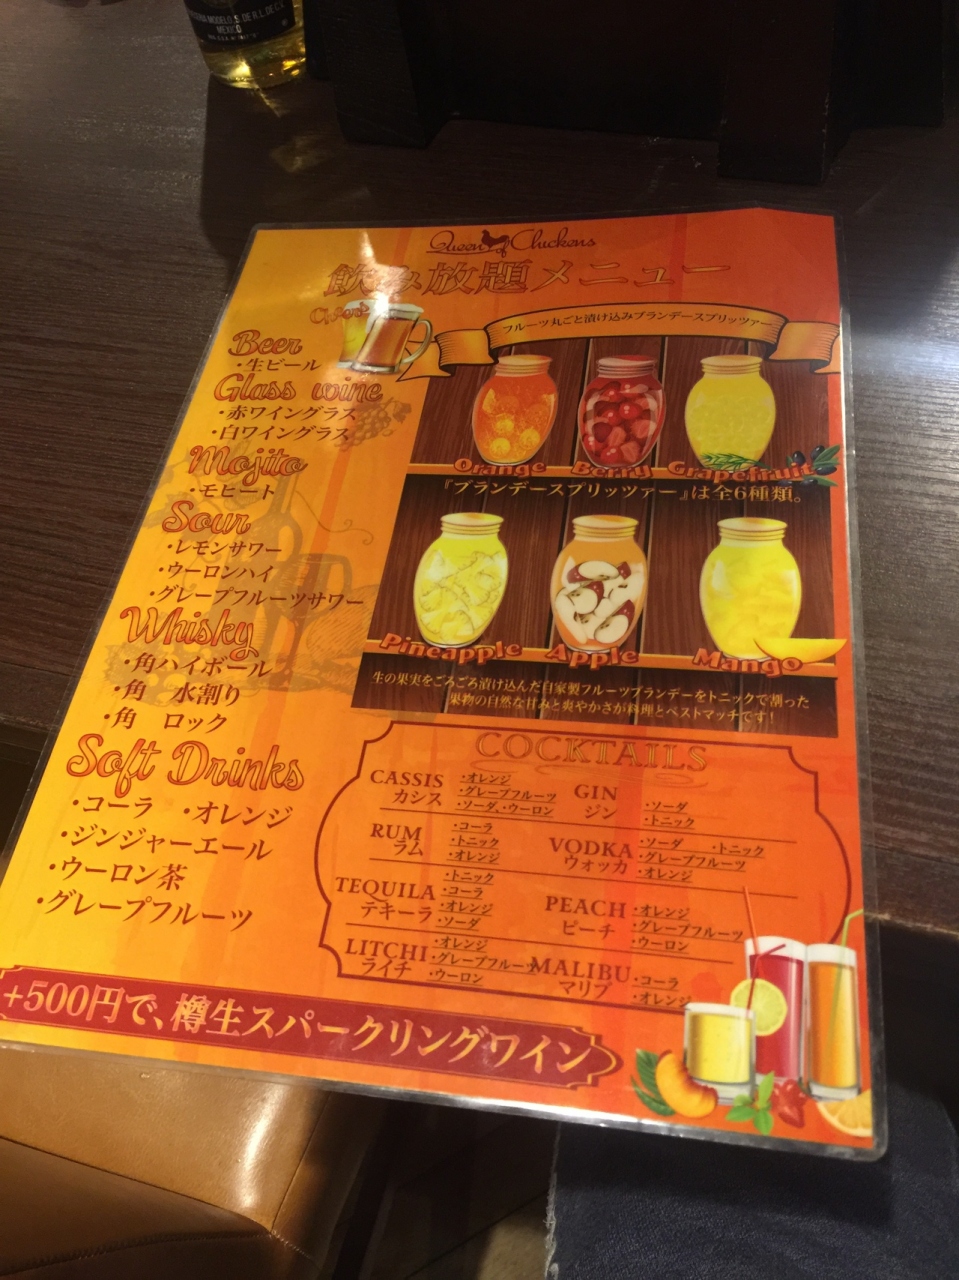 MODELO, S. DE R.L. DE C.V.
MEXICO
Queen of Chickens
飲み放題メニュー
Cheers
Beer
・生ビール
Glass wine
・赤ワイングラス
・白ワイングラス
Mojito
・モヒート
Sour
・レモンサワー
・ウーロンハイ
・グレープフルーツサワー
Whisky
・角ハイボール
・角 水割り
・角 ロック
Soft Drinks
・コーラ ・オレンジ
・ジンジャーエール
・ウーロン茶
・グレープフルーツ
フルーツ丸ごと漬け込みブランデースプリッツァー
Orange Berry Grapefruit
『ブランデースプリッツァー』は全6種類。
Pineapple Apple Mango
生の果実をごろごろ漬け込んだ自家製フルーツブランデーをトニックで割った
果物の自然な甘みと爽やかさが料理とベストマッチです!
COCKTAILS
CASSIS
カシス
・オレンジ
・グレープフルーツ
・ソーダ、・ウーロン
GIN
ジン
・ソーダ
・トニック
RUM
ラム
・コーラ
・トニック
・オレンジ
VODKA
ウォッカ
・ソーダ ・トニック
・グレープフルーツ
・オレンジ
TEQUILA
テキーラ
・トニック
・コーラ
・オレンジ
・ソーダ
PEACH
ピーチ
・オレンジ
・グレープフルーツ
・ウーロン
LITCHI
ライチ
・オレンジ
・グレープフルーツ
・ウーロン
MALIBU
マリブ
・コーラ
・オレンジ
+500円で、樽生スパークリングワイン